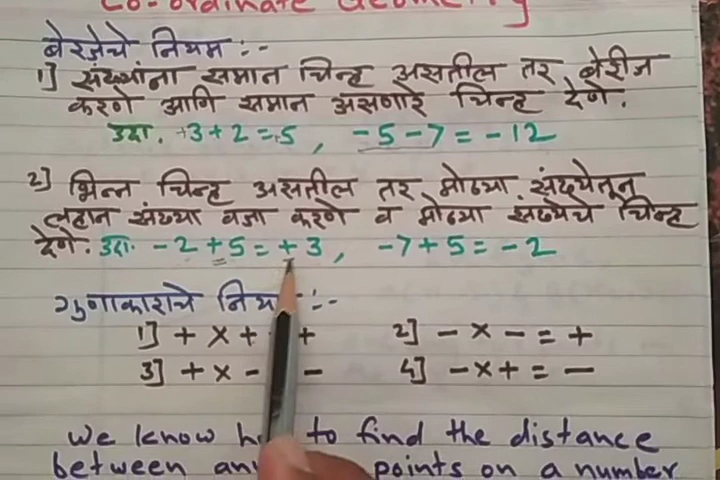 Co-ordinate Geometry
बेरजेचे नियम :-
1] संख्यांना समान चिन्ह असतील तर बेरीज
करणे आणि समान असणारे चिन्ह देणे.
उदा. +3+2=+5, -5-7=-12
2] भिन्न चिन्ह असतील तर मोठ्या संख्येतून
लहान संख्या वजा करणे व मोठ्या संख्येचे चिन्ह
देणे. उदा. -2+5=+3, -7+5=-2
गुणाकाराचे नियम :-
1] + × + = + 2] - × - = +
3] + × - = - 4] - × + = -
We know how to find the distance
between any points on a number